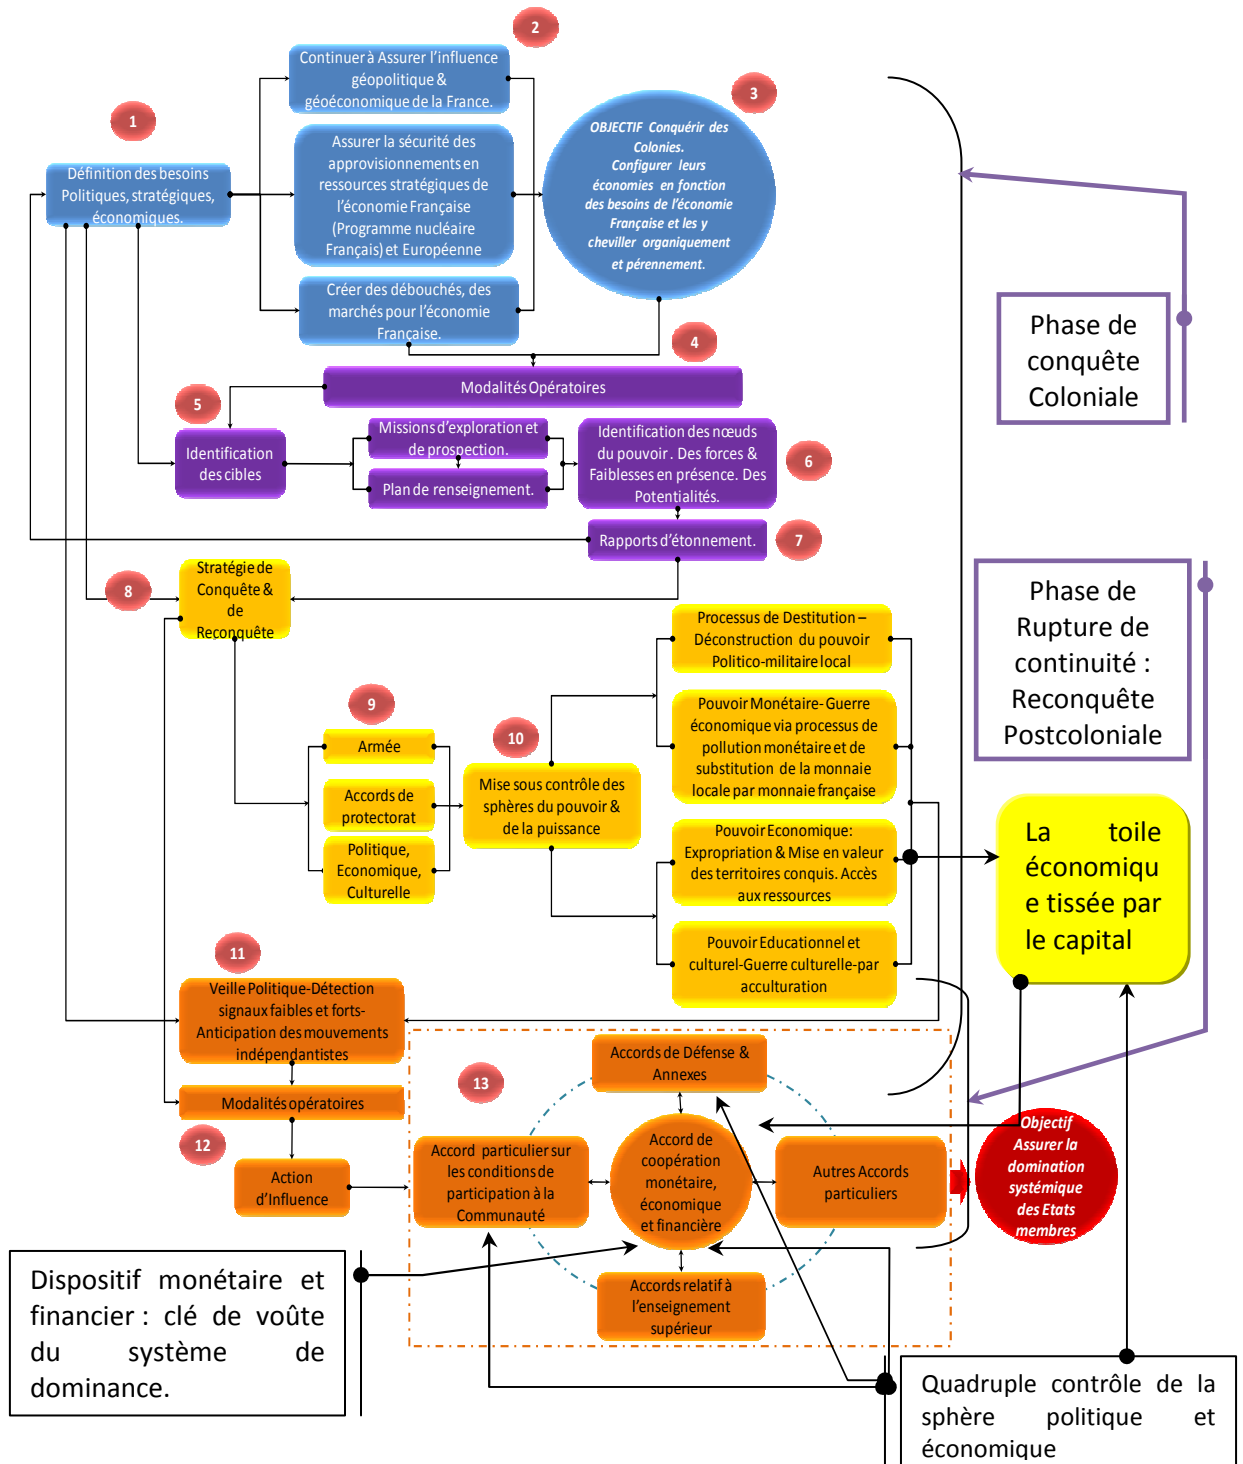 2
Continuer à Assurer l'influence
géopolitique &
géoéconomique de la France.
3
1
OBJECTIF Conquérir des
Colonies.
Configurer leurs
économies en fonction
des besoins de l'économie
Française et les y
cheviller organiquement
et pérennement.
Assurer la sécurité des
approvisionnements en
ressources stratégiques de
l'économie Française
(Programme nucléaire
Français) et Européenne
Définition des besoins
Politiques, stratégiques,
économiques.
Créer des débouchés, des
marchés pour l'économie
Française.
Phase de
conquête
Coloniale
4
Modalités Opératoires
5
Identification
des cibles
Missions d'exploration et
de prospection.
Plan de renseignement.
Identification des nœuds
du pouvoir. Des forces &
Faiblesses en présence. Des
Potentialités.
6
Rapports d'étonnement.
7
8
Stratégie de
Conquête &
de
Reconquête
Phase de
Rupture de
continuité :
Reconquête
Postcoloniale
Processus de Destitution –
Déconstruction du pouvoir
Politico-militaire local
9
Armée
Accords de
protectorat
Politique,
Economique,
Culturelle
10
Mise sous contrôle des
sphères du pouvoir &
de la puissance
Pouvoir Monétaire- Guerre
économique via processus de
pollution monétaire et de
substitution de la monnaie
locale par monnaie française
Pouvoir Economique:
Expropriation & Mise en valeur
des territoires conquis. Accès
aux ressources
Pouvoir Educationnel et
culturel-Guerre culturelle-par
acculturation
La toile
économiqu
e tissée par
le capital
11
Veille Politique-Détection
signaux faibles et forts-
Anticipation des mouvements
indépendantistes
Modalités opératoires
12
Action
d'Influence
13
Accords de Défense &
Annexes
Accord particulier sur
les conditions de
participation à la
Communauté
Accord de
coopération
monétaire,
économique
et financière
Autres Accords
particuliers
Accords relatif à
l'enseignement
supérieur
Objectif
Assurer la
domination
systémique
des Etats
membres
Dispositif monétaire et
financier : clé de voûte
du système de
dominance.
Quadruple contrôle de la
sphère politique et
économique